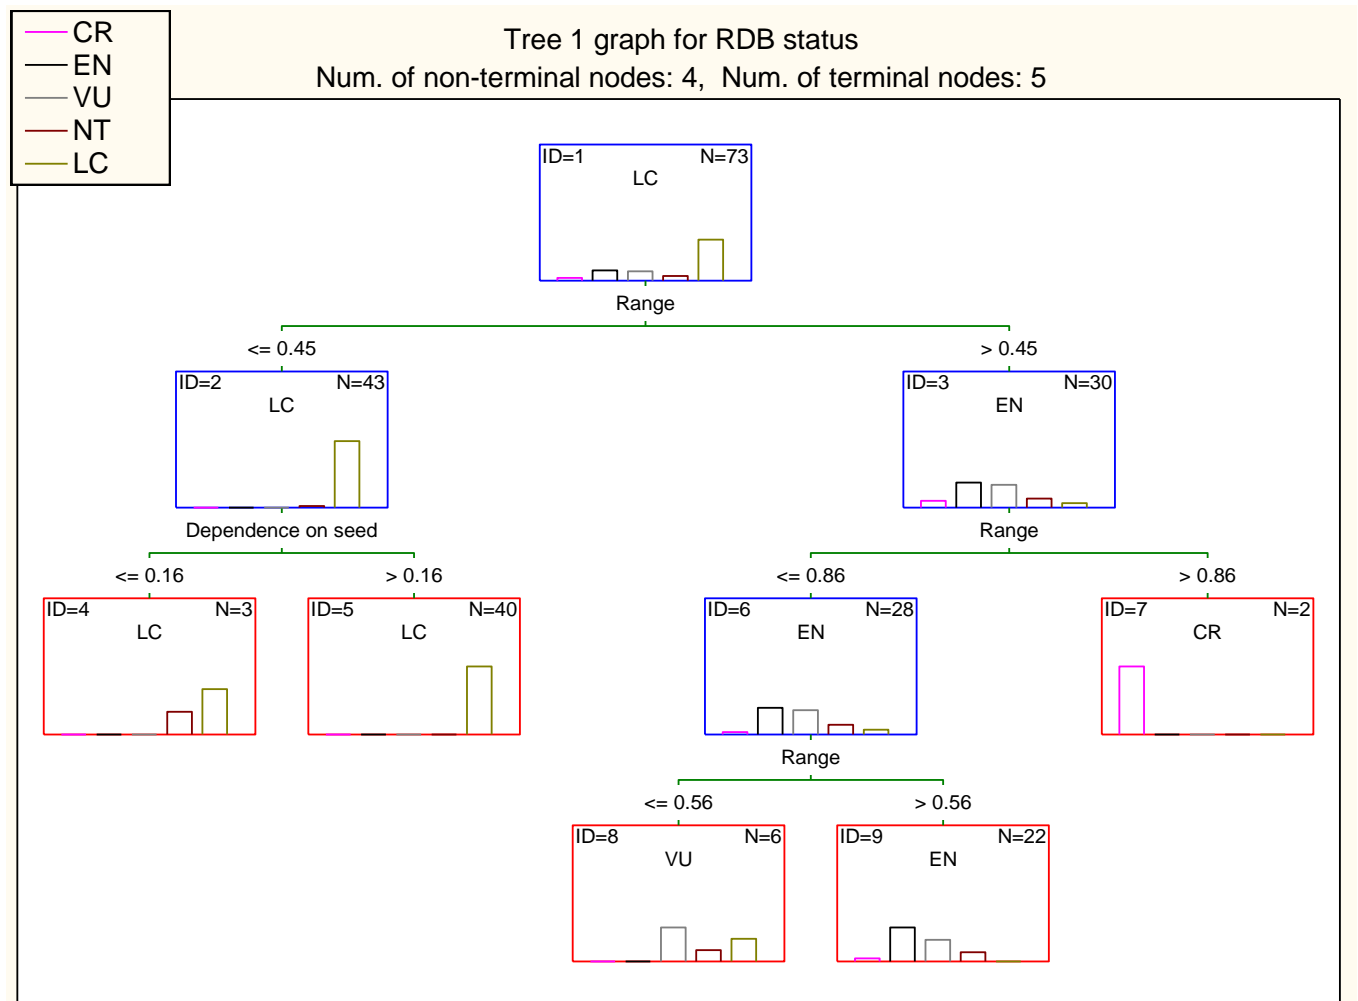 CR
EN
VU
NT
LC
Tree 1 graph for RDB status
Num. of non-terminal nodes: 4,  Num. of terminal nodes: 5
ID=1 N=73
LC
Range
<= 0.45 > 0.45
ID=2 N=43 ID=3 N=30
LC EN
Dependence on seed Range
<= 0.16 > 0.16 <= 0.86 > 0.86
ID=4 N=3 ID=5 N=40 ID=6 N=28 ID=7 N=2
LC LC EN CR
Range
<= 0.56 > 0.56
ID=8 N=6 ID=9 N=22
VU EN